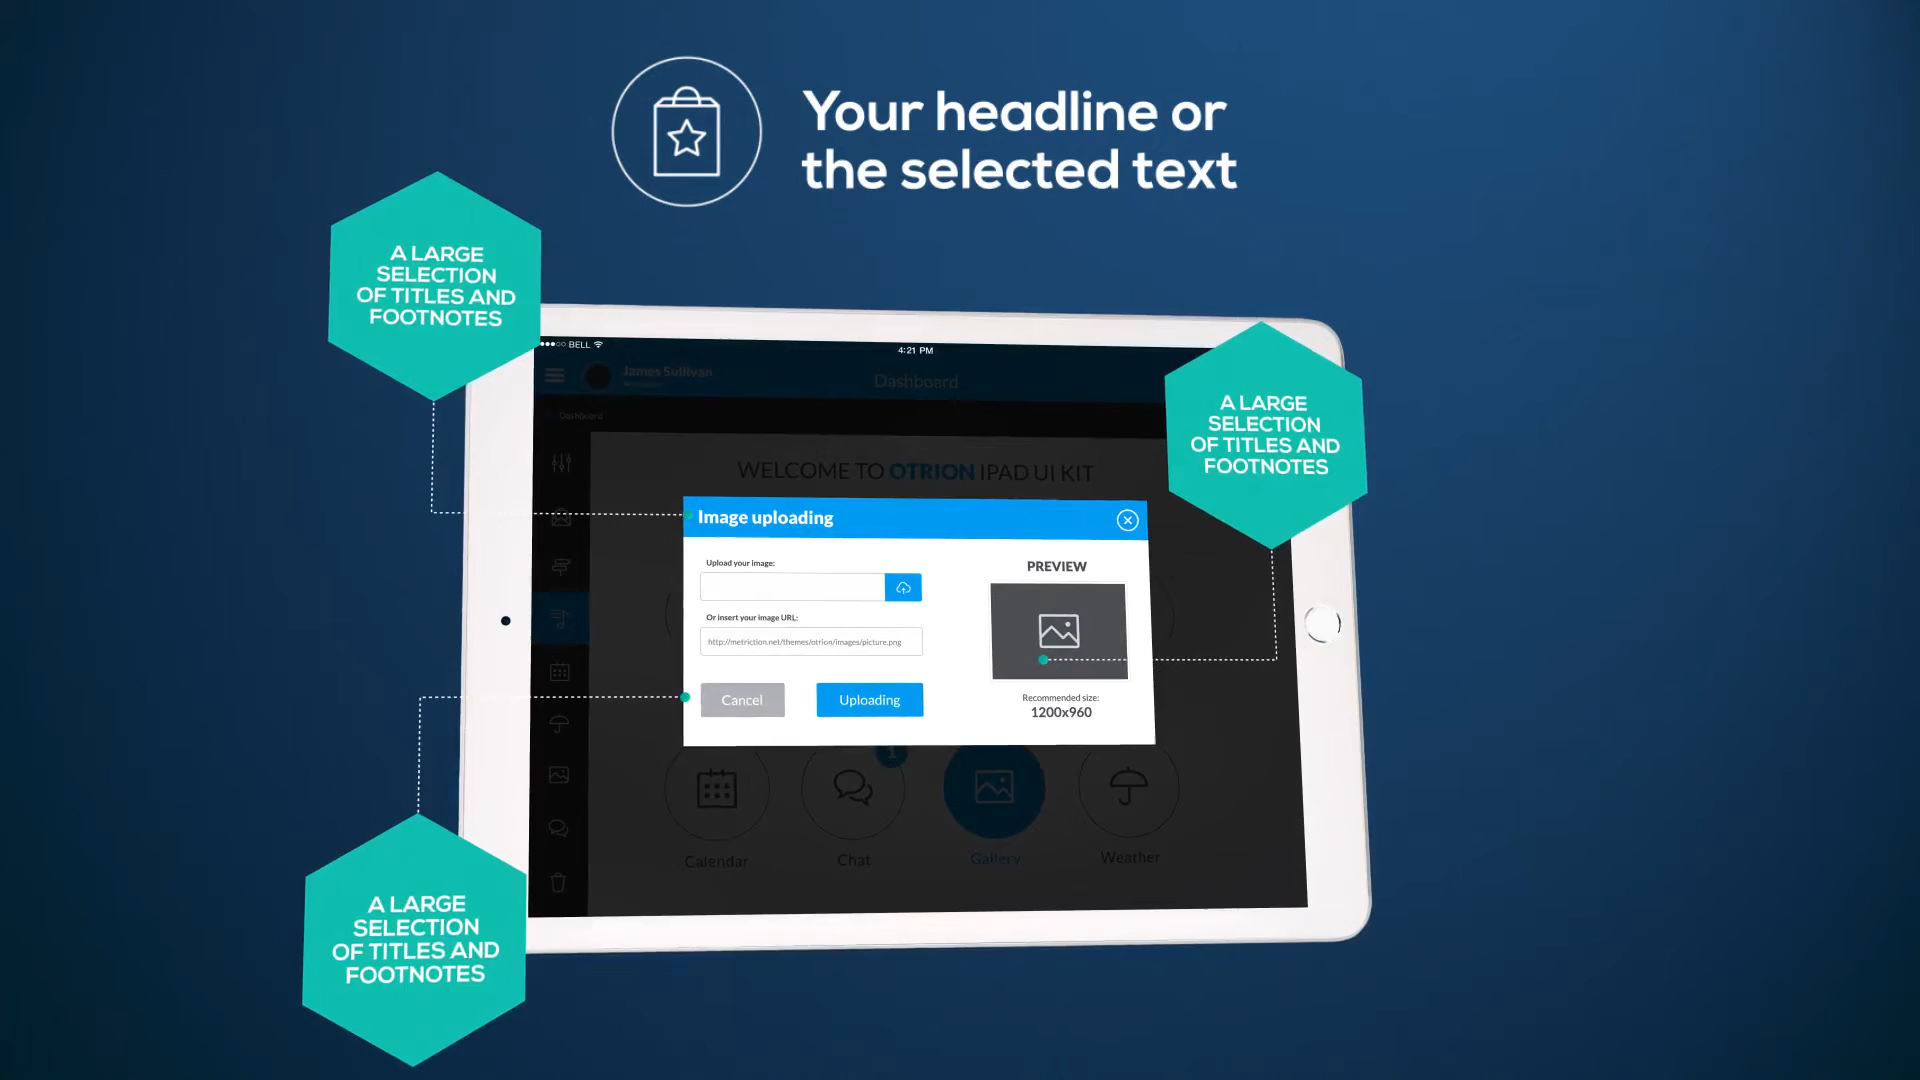 Your headline or
the selected text
A LARGE
SELECTION
OF TITLES AND
FOOTNOTES
BELL
4:21 PM
James Sullivan
Dashboard
Dashboard
A LARGE
SELECTION
OF TITLES AND
FOOTNOTES
WELCOME TO OTRION IPAD UI KIT
Image uploading
Upload your image:
PREVIEW
Or insert your image URL:
http://metriction.net/themes/otrion/images/picture.png
Cancel
Uploading
Recommended size:
1200x960
1
Calendar
Chat
Gallery
Weather
A LARGE
SELECTION
OF TITLES AND
FOOTNOTES